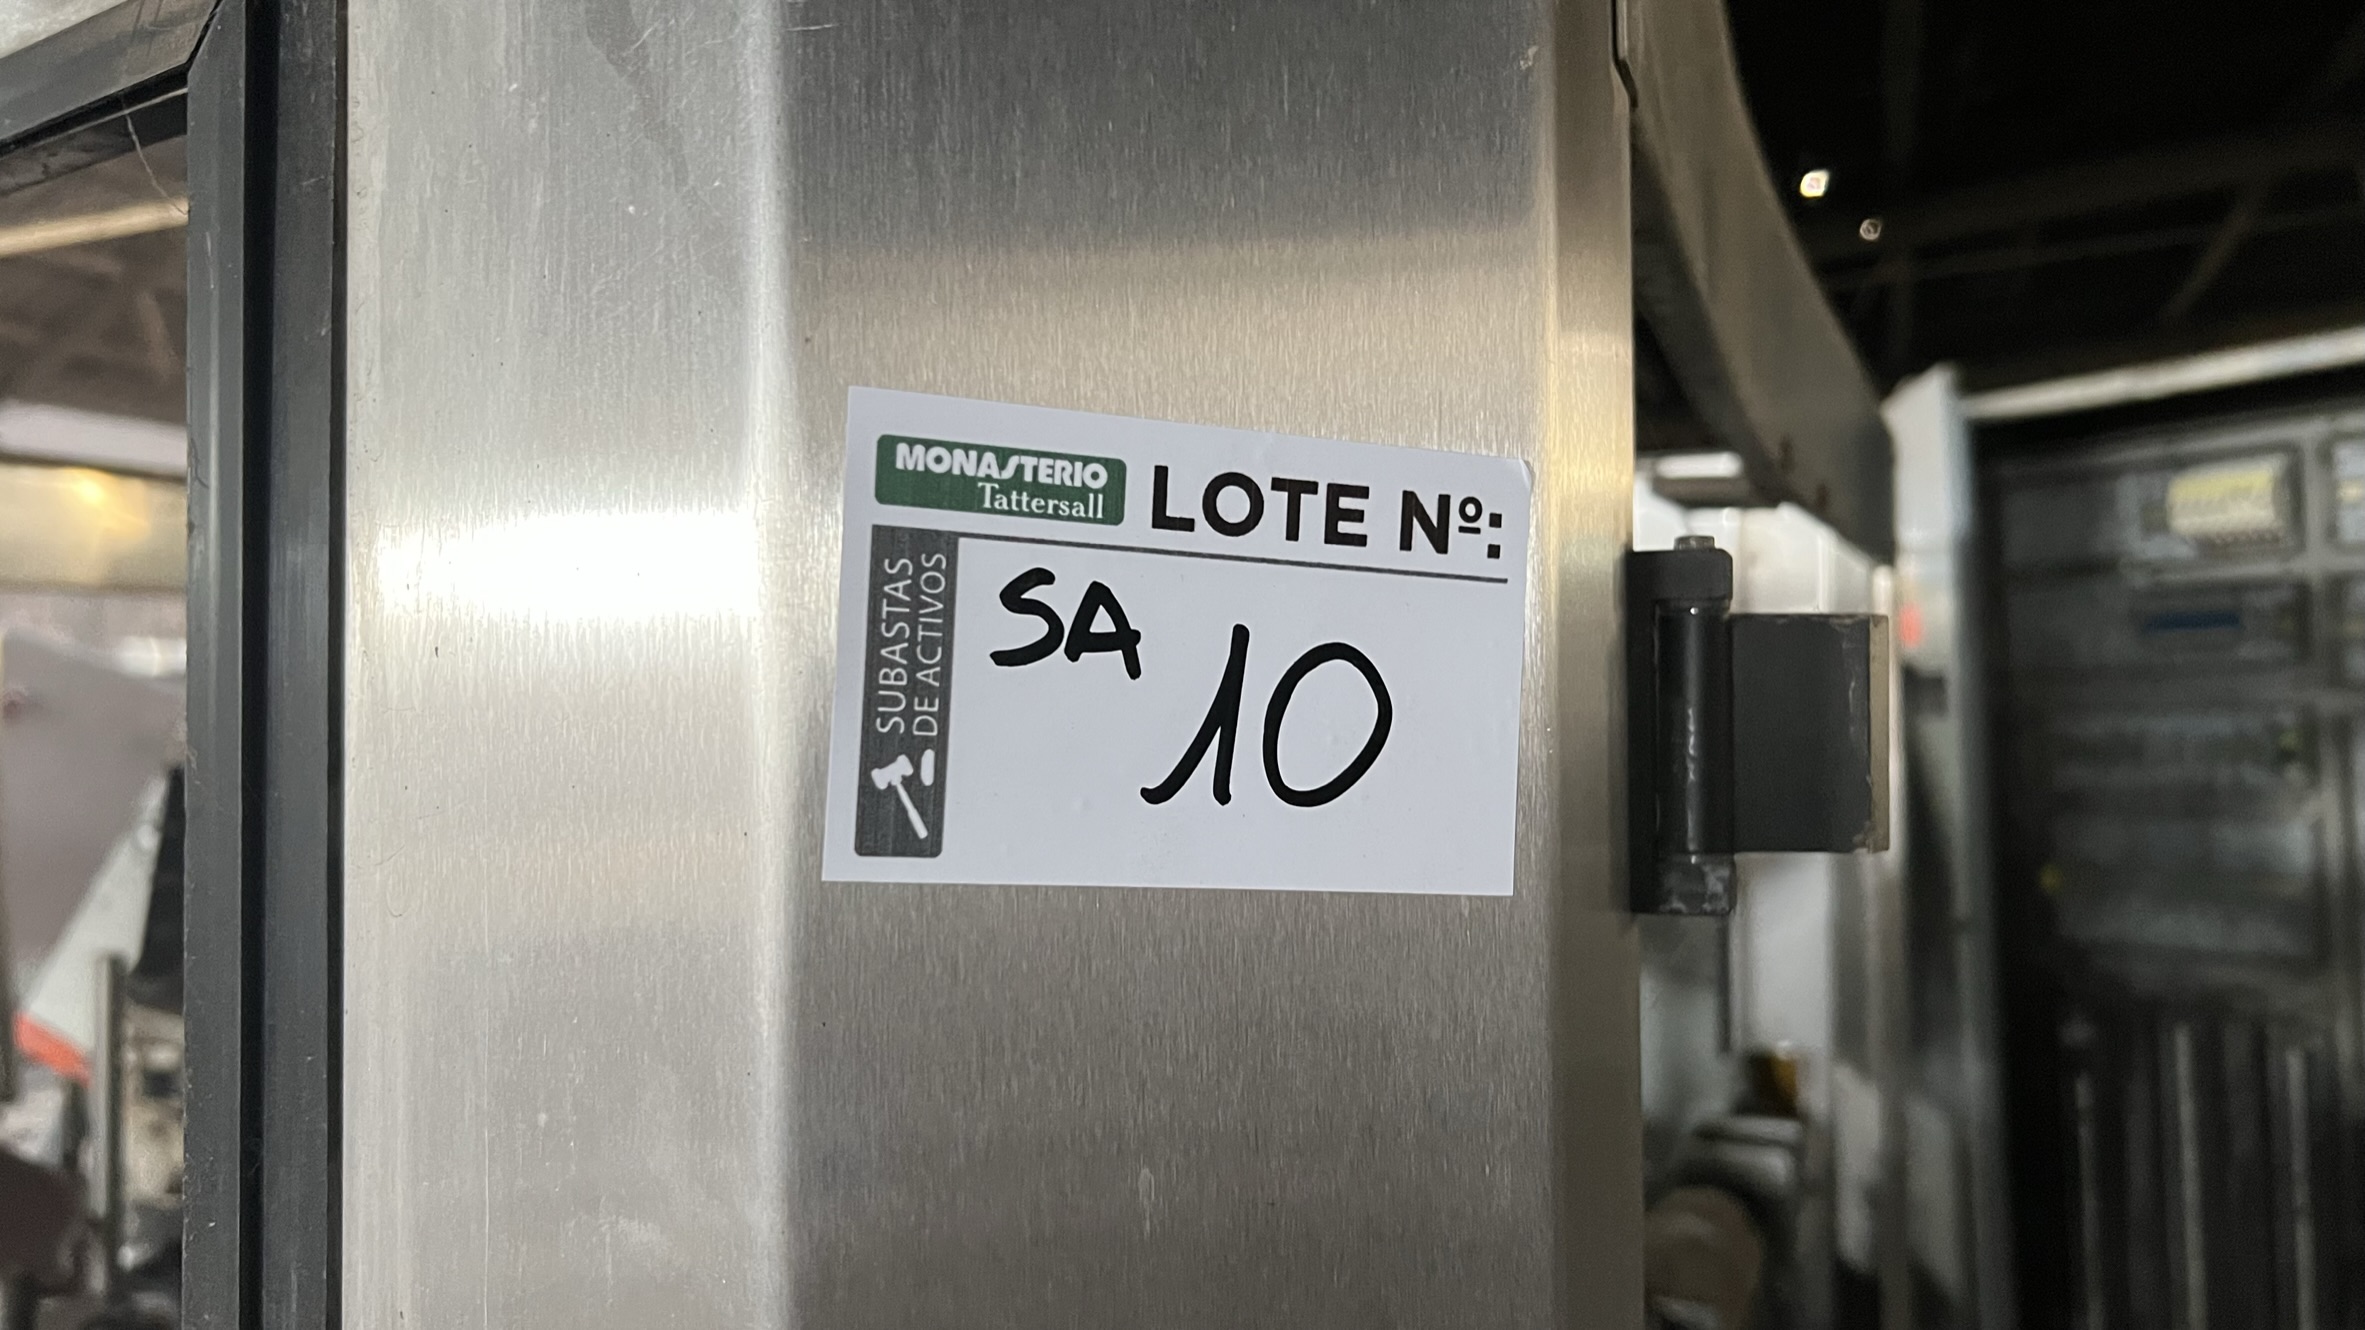 MONASTERIO
Tattersall
LOTE Nº:
SUBASTAS
DE ACTIVOS
SA
10